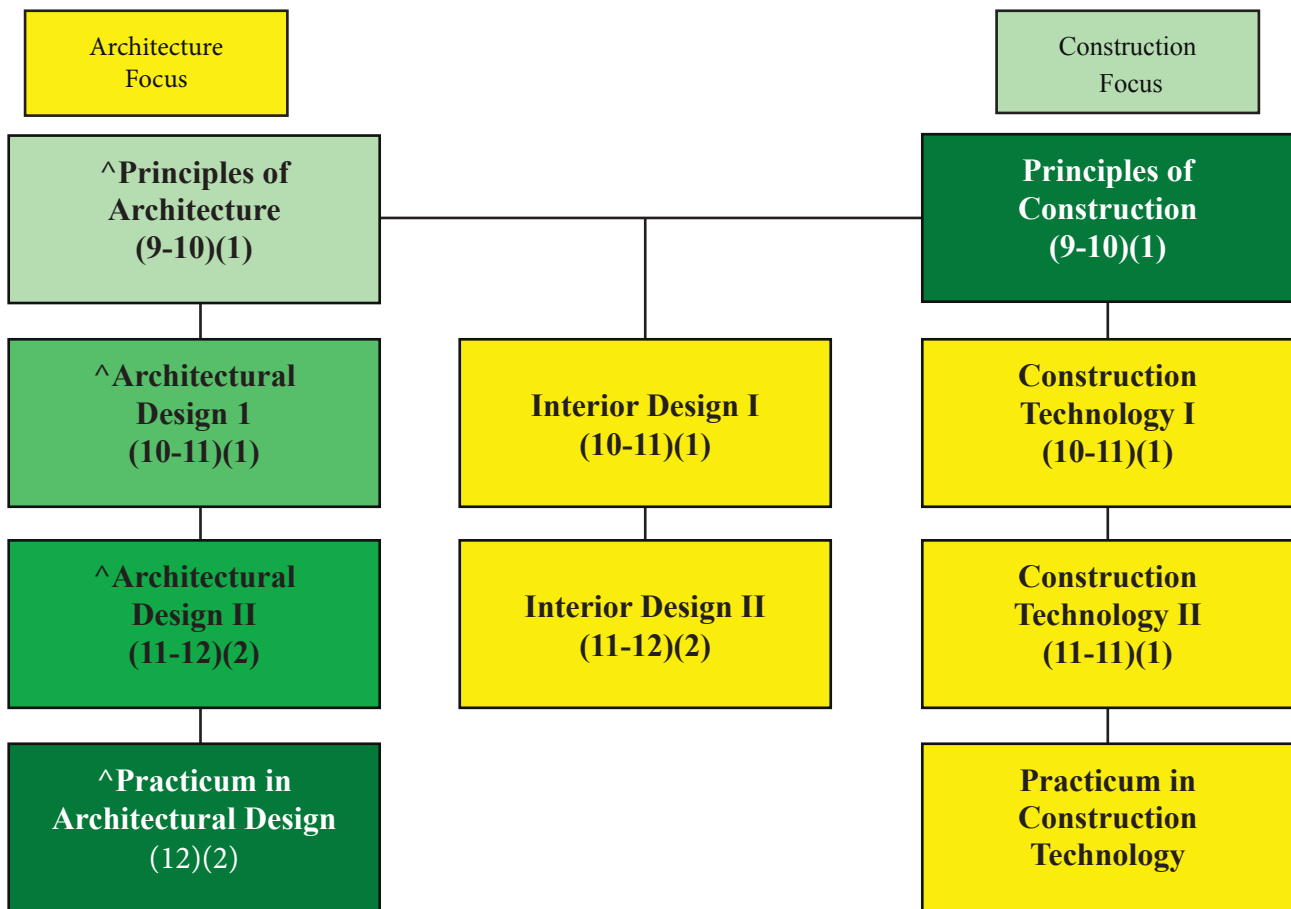 Architecture
Focus
Construction
Focus
^Principles of
Architecture
(9-10)(1)
Principles of
Construction
(9-10)(1)
^Architectural
Design 1
(10-11)(1)
Interior Design I
(10-11)(1)
Construction
Technology I
(10-11)(1)
^Architectural
Design II
(11-12)(2)
Interior Design II
(11-12)(2)
Construction
Technology II
(11-11)(1)
^Practicum in
Architectural Design
(12)(2)
Practicum in
Construction
Technology